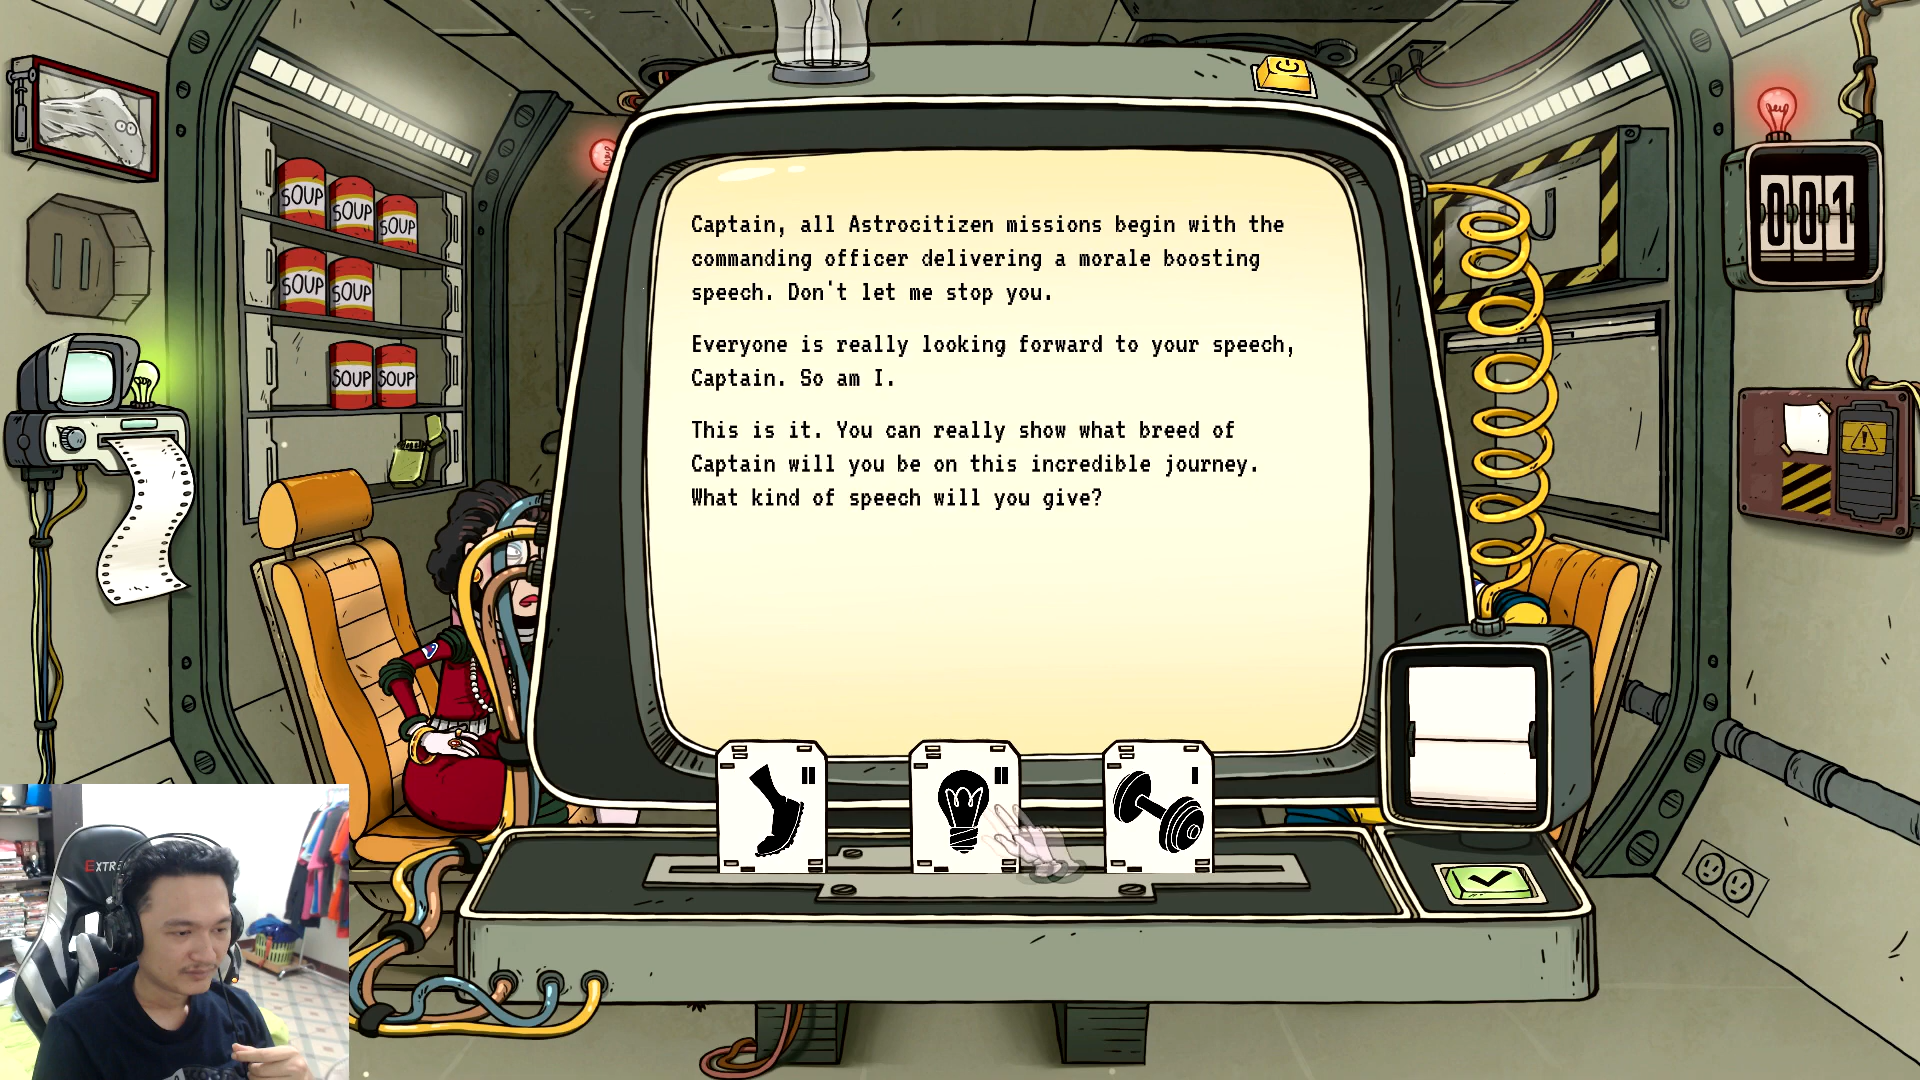 SOUP SOUP SOUP
SOUP SOUP
SOUP SOUP
001
Captain, all Astrocitizen missions begin with the
commanding officer delivering a morale boosting
speech. Don't let me stop you.
Everyone is really looking forward to your speech,
Captain. So am I.
This is it. You can really show what breed of
Captain will you be on this incredible journey.
What kind of speech will you give?
II
II
I